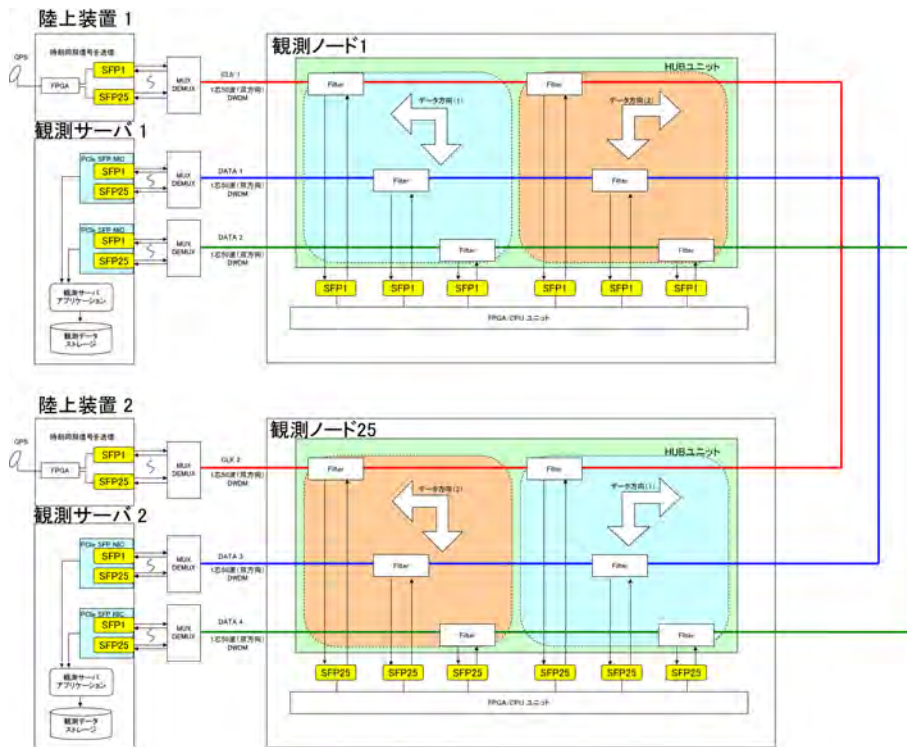 陸上装置 1
GPS
時刻同期信号を送信
FPGA
SFP1
SFP25
MUX
DEMUX
CLK 1
1芯50波(双方向)
DWDM
観測サーバ 1
PCIe SFP NIC
SFP1
SFP25
MUX
DEMUX
DATA 1
1芯50波(双方向)
DWDM
PCIe SFP NIC
SFP1
SFP25
MUX
DEMUX
DATA 2
1芯50波(双方向)
DWDM
観測サーバ
アプリケーション
観測データ
ストレージ
観測ノード1
HUBユニット
Filter
Filter
データ方向(1)
データ方向(2)
Filter
Filter
Filter
Filter
SFP1
SFP1
SFP1
SFP1
SFP1
SFP1
FPGA/CPU ユニット
陸上装置 2
GPS
時刻同期信号を送信
FPGA
SFP1
SFP25
MUX
DEMUX
CLK 2
1芯50波(双方向)
DWDM
観測サーバ 2
PCIe SFP NIC
SFP1
SFP25
MUX
DEMUX
DATA 3
1芯50波(双方向)
DWDM
PCIe SFP NIC
SFP1
SFP25
MUX
DEMUX
DATA 4
1芯50波(双方向)
DWDM
観測サーバ
アプリケーション
観測データ
ストレージ
観測ノード25
HUBユニット
Filter
Filter
データ方向(2)
データ方向(1)
Filter
Filter
Filter
Filter
SFP25
SFP25
SFP25
SFP25
SFP25
SFP25
FPGA/CPU ユニット